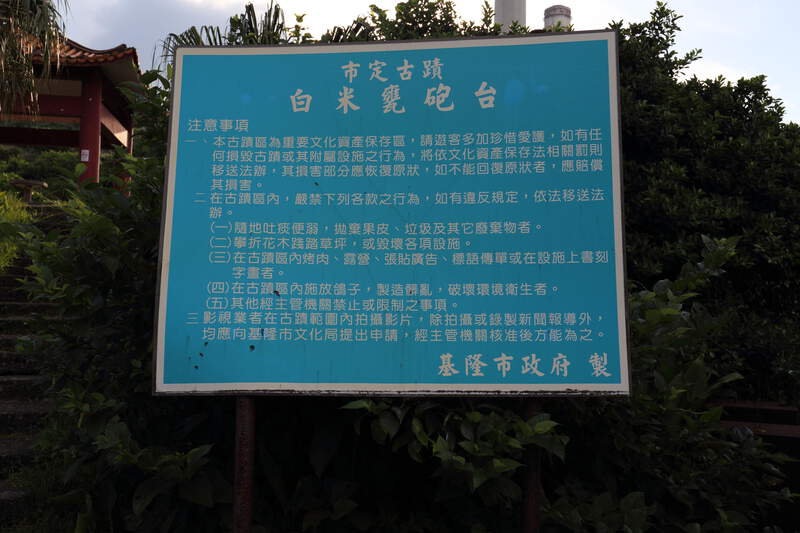 市定古蹟
白米甕砲台
注意事項
一、本古蹟區為重要文化資產保存區，請遊客多加珍惜愛護，如有任
何損毀古蹟或其附屬設施之行為，將依文化資產保存法相關罰則
移送法辦，其損害部分應恢復原狀，如不能回復原狀者，應賠償
其損害。
二、在古蹟區內，嚴禁下列各款之行為，如有違反規定，依法移送法
辦。
(一)隨地吐痰便弱，拋棄果皮、垃圾及其它廢棄物者。
(二)攀折花木踐踏草坪，或毀壞各項設施。
(三)在古蹟區內烤肉、露營、張貼廣告、標語傳單或在設施上書刻
字畫者。
(四)在古蹟區內施放鴿子，製造髒亂，破壞環境衛生者。
(五)其他經主管機關禁止或限制之事項。
三、影視業者在古蹟範圍內拍攝影片，除拍攝或錄製新聞報導外，
均應向基隆市文化局提出申請，經主管機關核准後方能為之。
基隆市政府 製